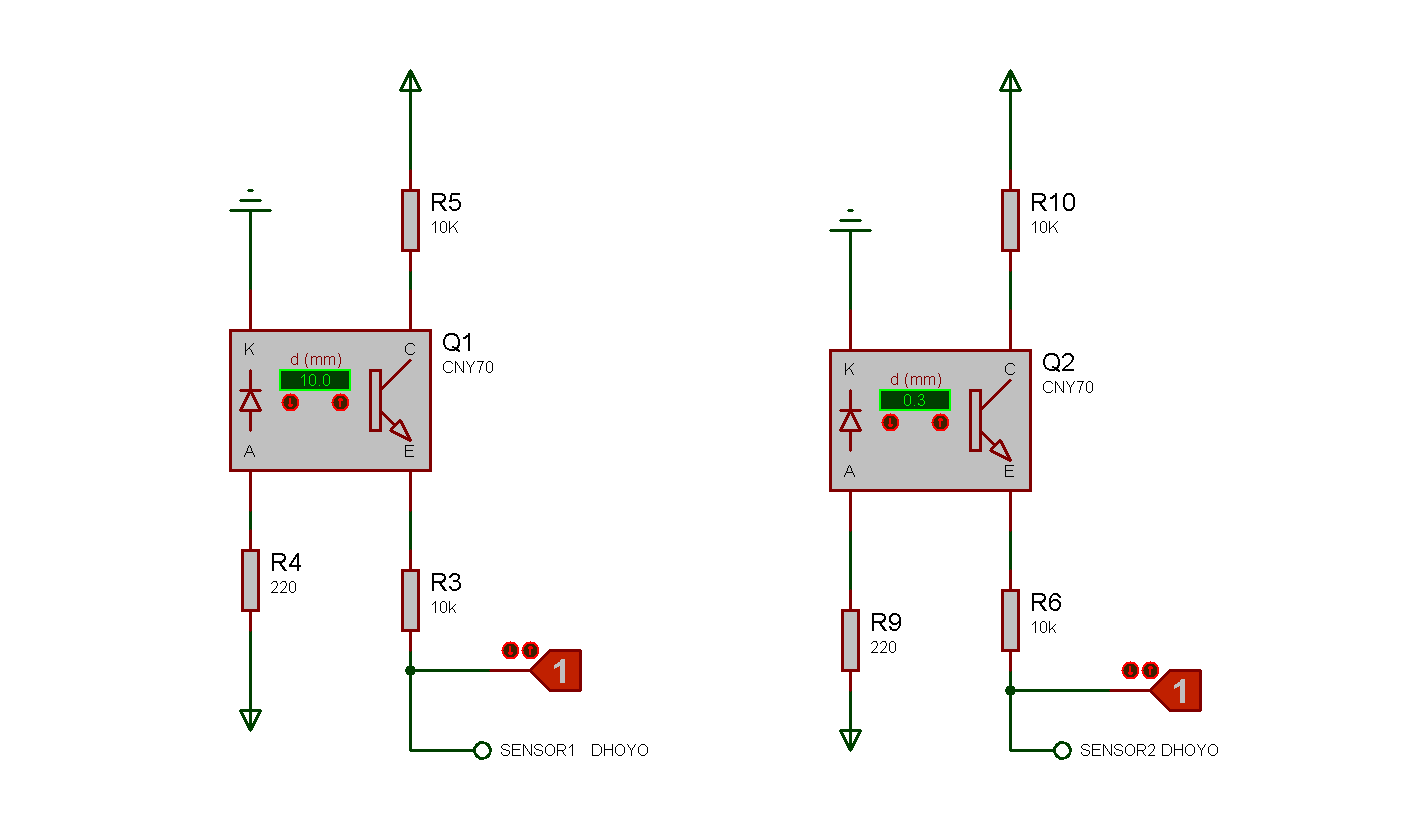 R5
10K
K
C
d (mm)
10.0
A
E
Q1
CNY70
R4
220
R3
10k
1
SENSOR1 DHOYO
R10
10K
K
C
d (mm)
0.3
A
E
Q2
CNY70
R9
220
R6
10k
1
SENSOR2 DHOYO